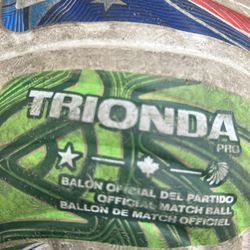 TRIONDA
PRO
BALÓN OFICIAL DEL PARTIDO
OFFICIAL MATCH BALL
BALLON DE MATCH OFFICIEL